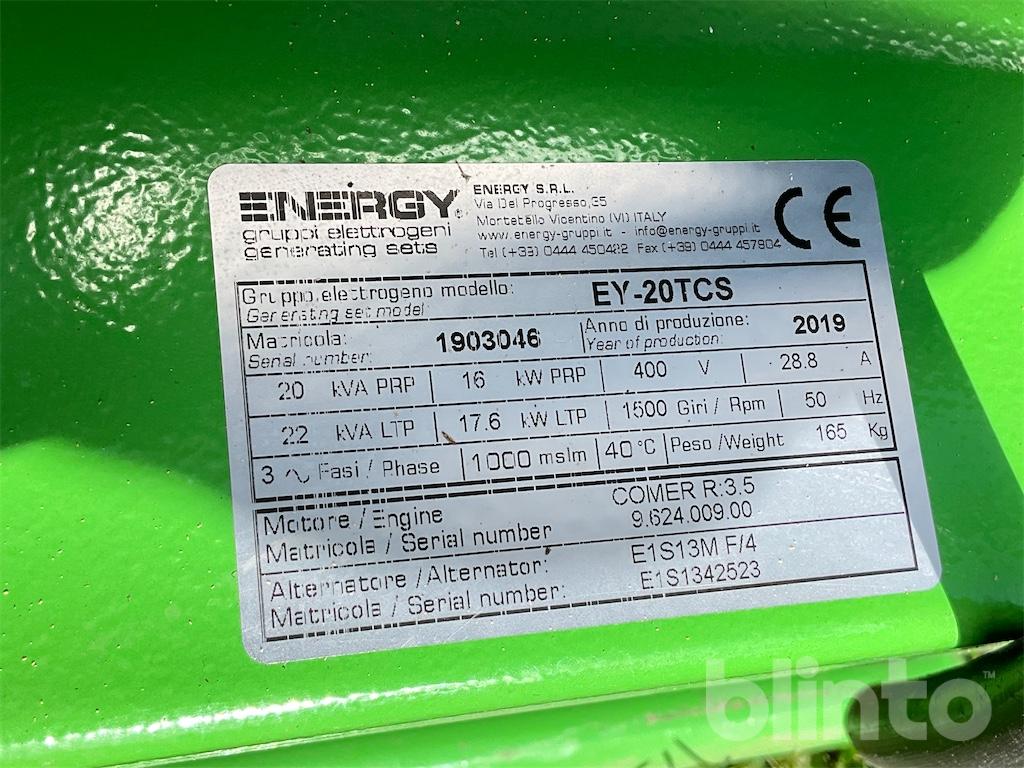 ENERGY®
gruppi elettrogeni
generating sets
ENERGY S.R.L.
Via Del Progresso,35
Montebello Vicentino (VI) ITALY
www.energy-gruppi.it - info@energy-gruppi.it
Tel (+39) 0444 450422 Fax (+39) 0444 457904
CE
Gruppo elettrogeno modello:
Generating set model:
EY-20TCS
Matricola:
Serial number:
1903046
Anno di produzione:
Year of production:
2019
20 kVA PRP 16 kW PRP 400 V 28.8 A
22 kVA LTP 17.6 kW LTP 1500 Giri / Rpm 50 Hz
3 ∿ Fasi / Phase 1000 mslm 40 °C Peso /Weight 165 Kg
Motore / Engine COMER R:3.5
Matricola / Serial number 9.624.009.00
Alternatore /Alternator: E1S13M F/4
Matricola / Serial number: E1S1342523
blinto™